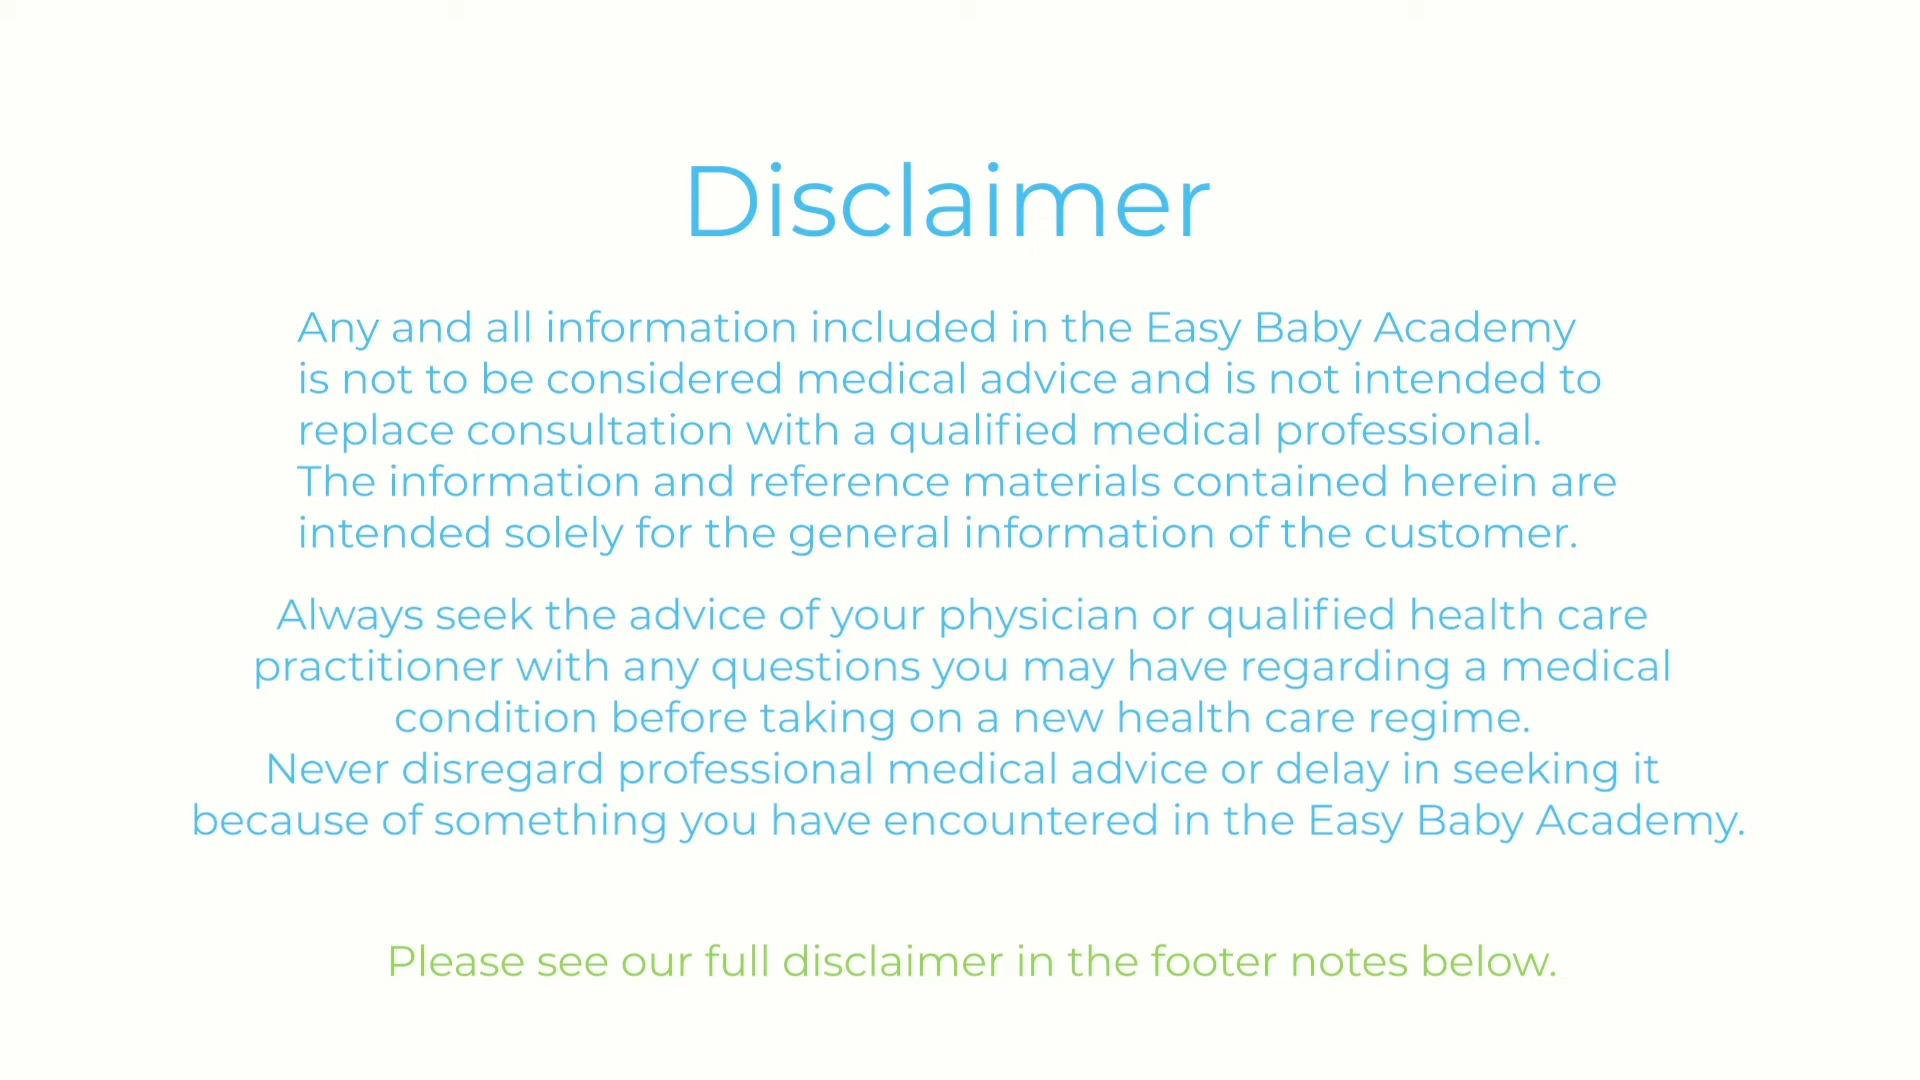 Disclaimer
Any and all information included in the Easy Baby Academy
is not to be considered medical advice and is not intended to
replace consultation with a qualified medical professional.
The information and reference materials contained herein are
intended solely for the general information of the customer.
Always seek the advice of your physician or qualified health care
practitioner with any questions you may have regarding a medical
condition before taking on a new health care regime.
Never disregard professional medical advice or delay in seeking it
because of something you have encountered in the Easy Baby Academy.
Please see our full disclaimer in the footer notes below.